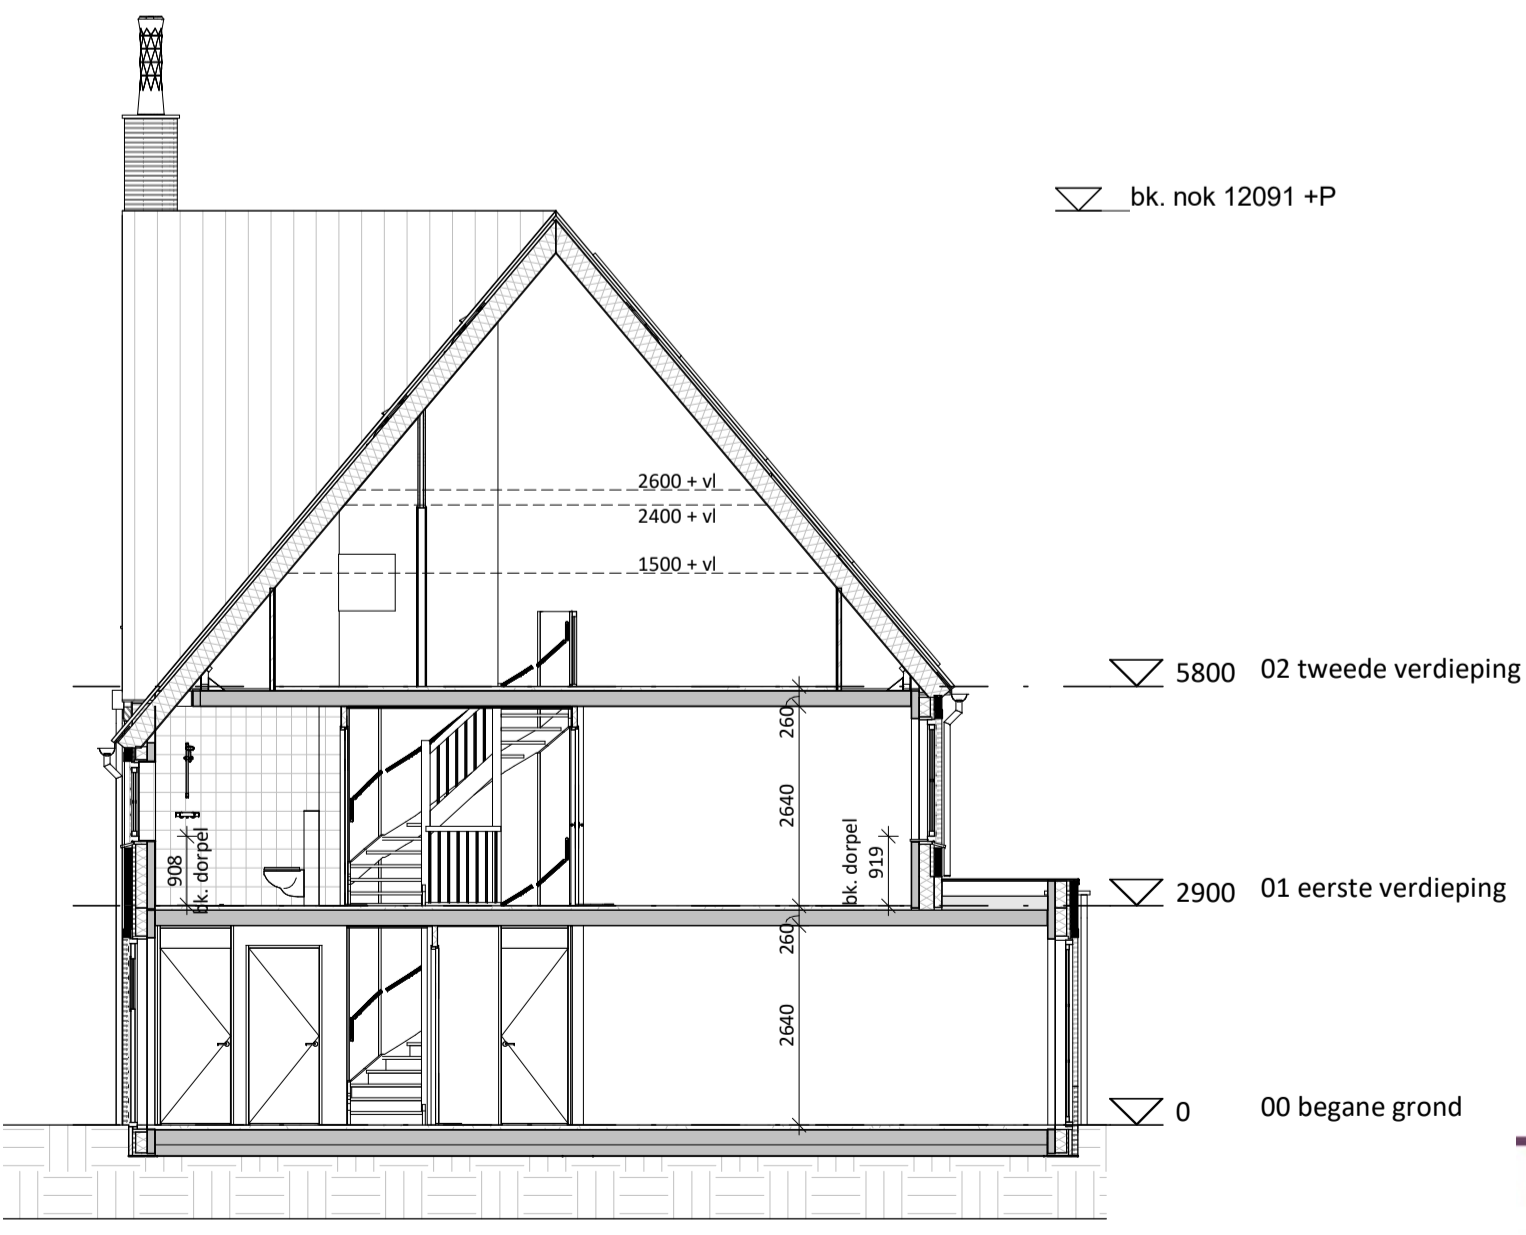 bk. nok 12091 +P
2600 + vl
2400 + vl
1500 + vl
5800 02 tweede verdieping
260
2640
908
bk. dorpel
bk. dorpel
919
2900 01 eerste verdieping
260
2640
0 00 begane grond